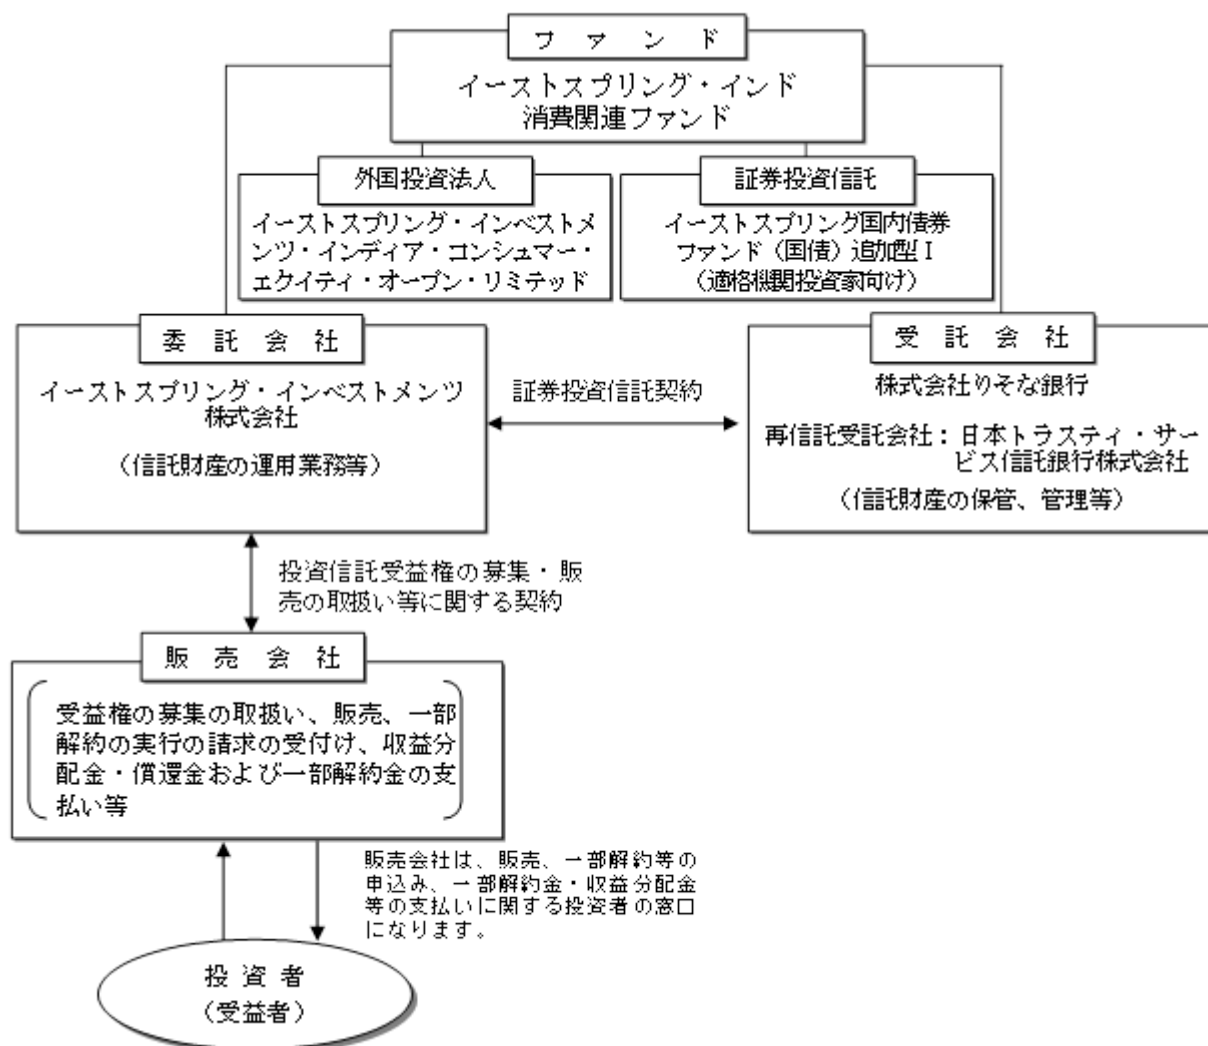 ファンド
イーストスプリング・インド
消費関連ファンド
外国投資法人
イーストスプリング・インベストメ
ンツ・インディア・コンシュマー・
エクイティ・オープン・リミテッド
証券投資信託
イーストスプリング国内債券
ファンド（国債）追加型Ｉ
（適格機関投資家向け）
委託会社
イーストスプリング・インベストメンツ
株式会社
（信託財産の運用業務等）
証券投資信託契約
受託会社
株式会社りそな銀行
再信託受託会社：日本トラスティ・サー
ビス信託銀行株式会社
（信託財産の保管、管理等）
投資信託受益権の募集・販
売の取扱い等に関する契約
販売会社
受益権の募集の取扱い、販売、一部
解約の実行の請求の受付け、収益分
配金・償還金および一部解約金の支
払い等
販売会社は、販売、一部解約等の
申込み、一部解約金・収益分配金
等の支払いに関する投資者の窓口
になります。
投資者
（受益者）